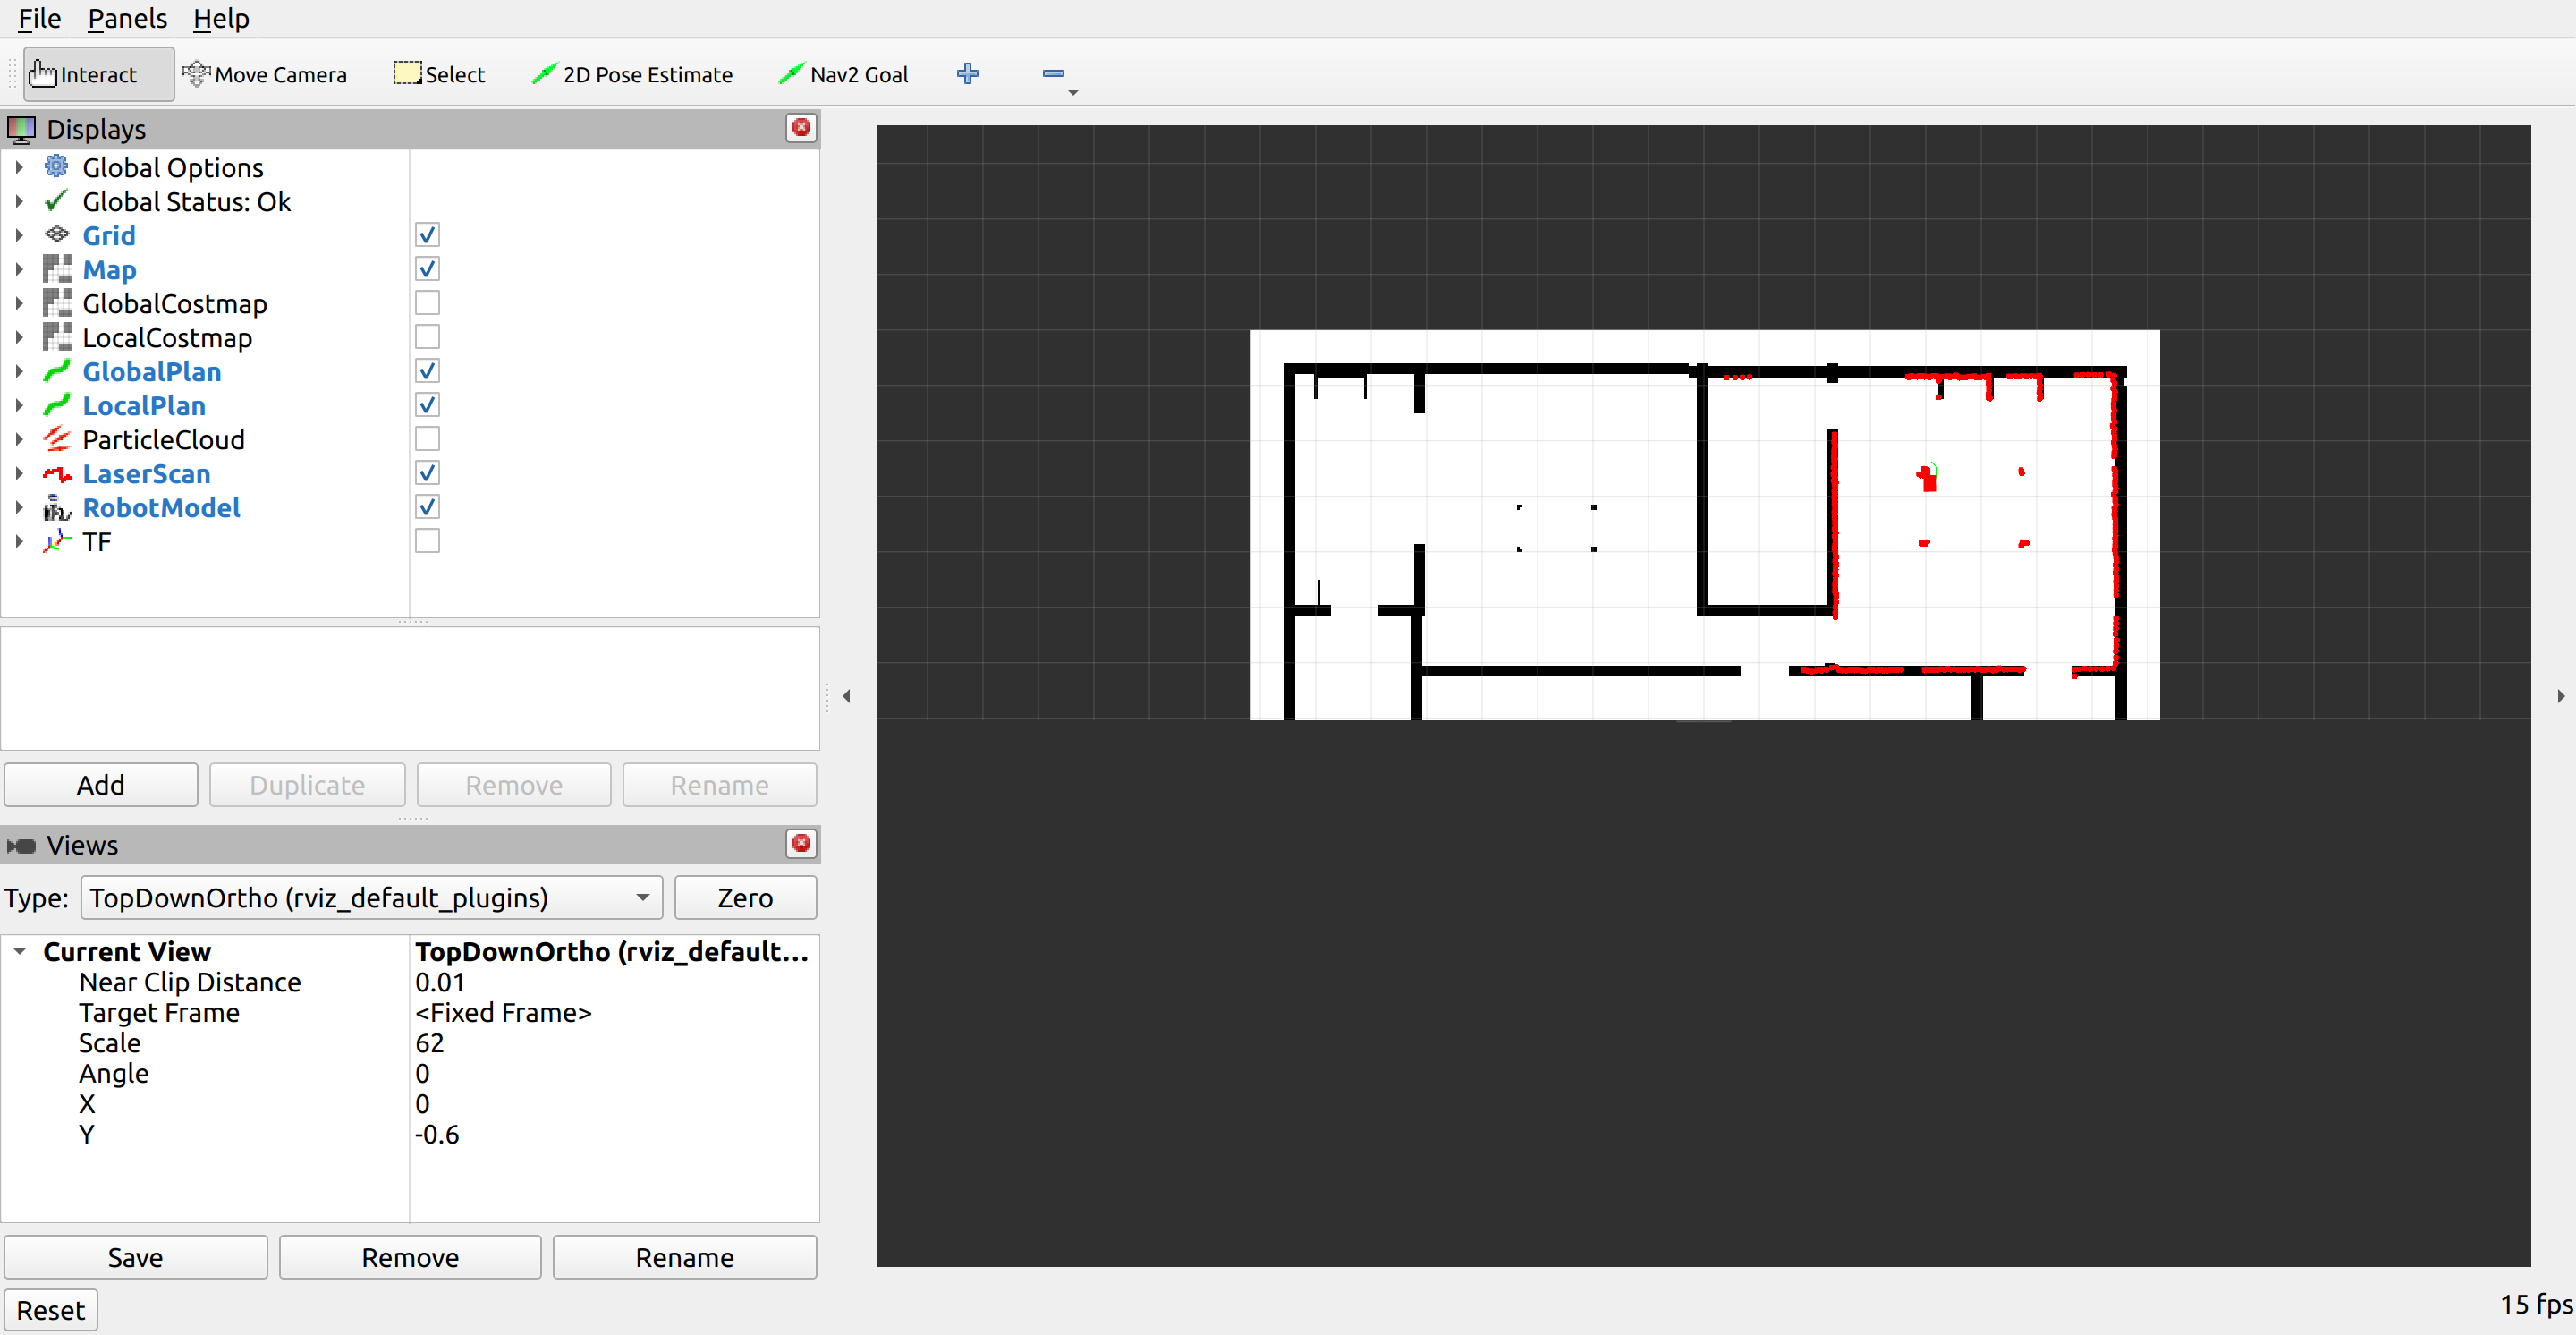 File Panels Help
Interact Move Camera Select 2D Pose Estimate Nav2 Goal
Displays
Global Options
Global Status: Ok
Grid
Map
GlobalCostmap
LocalCostmap
GlobalPlan
LocalPlan
ParticleCloud
LaserScan
RobotModel
TF
Add Duplicate Remove Rename
Views
Type: TopDownOrtho (rviz_default_plugins) Zero
Current View TopDownOrtho (rviz_default...
Near Clip Distance 0.01
Target Frame <Fixed Frame>
Scale 62
Angle 0
X 0
Y -0.6
Save Remove Rename
Reset 15 fps